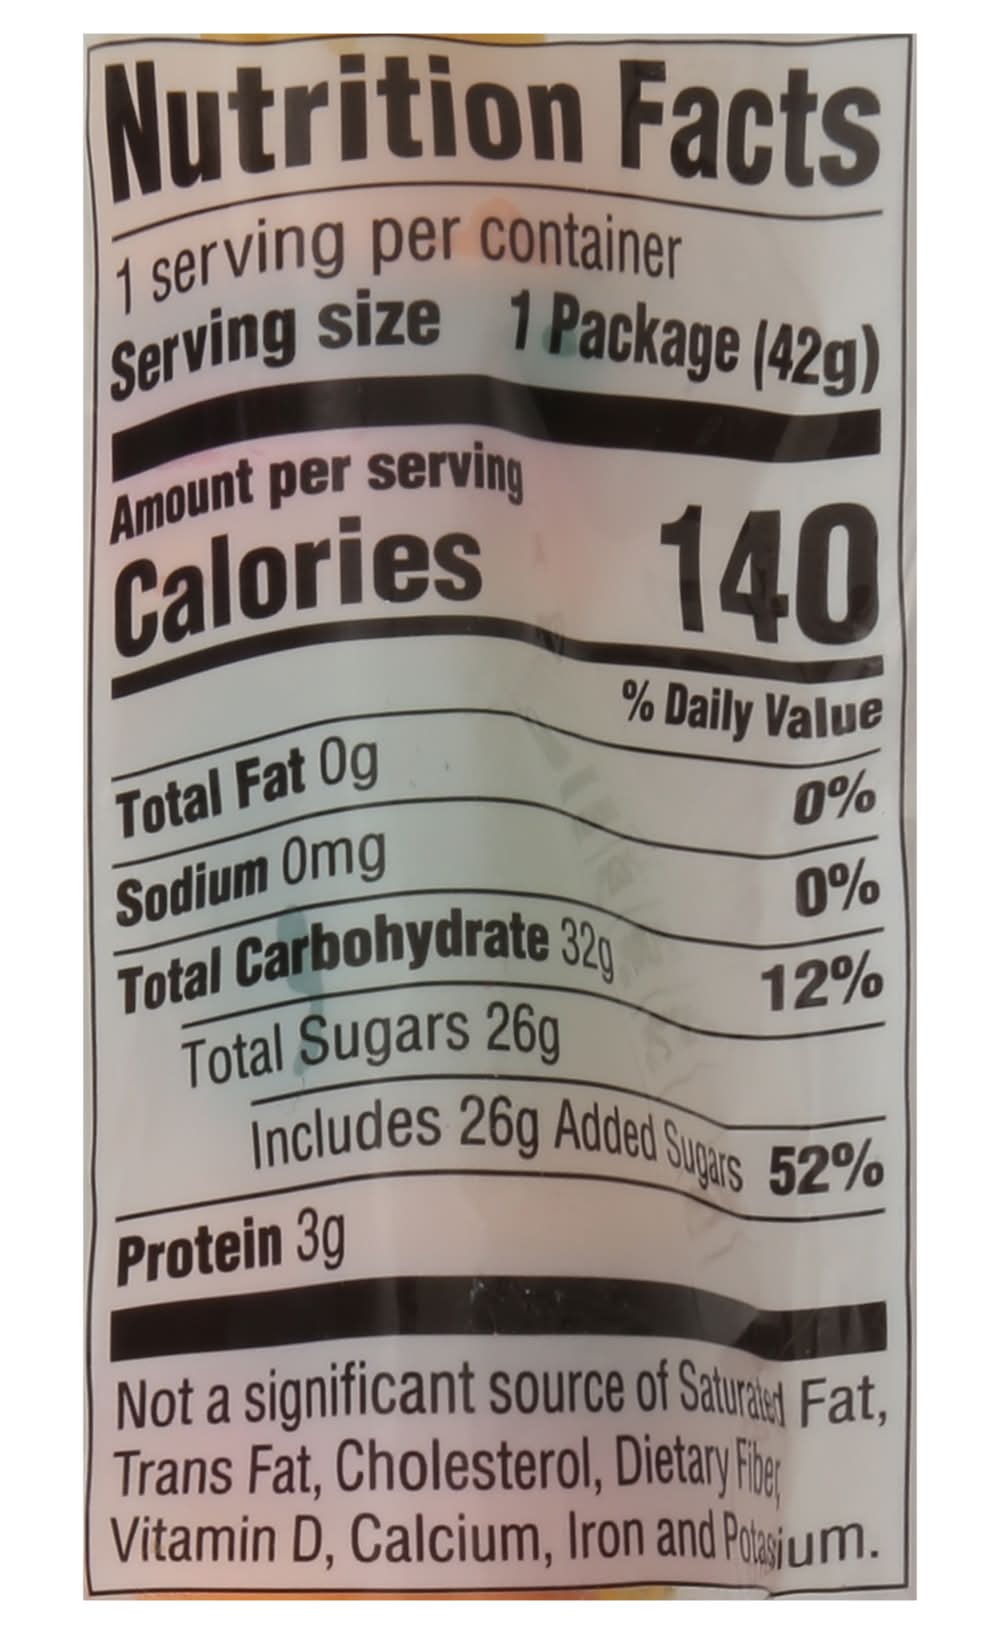 Nutrition Facts
1 serving per container
Serving size 1 Package (42g)
Amount per serving
Calories 140
% Daily Value
Total Fat 0g 0%
Sodium 0mg 0%
Total Carbohydrate 32g 12%
Total Sugars 26g
Includes 26g Added Sugars 52%
Protein 3g
Not a significant source of Saturated Fat,
Trans Fat, Cholesterol, Dietary Fiber,
Vitamin D, Calcium, Iron and Potasium.